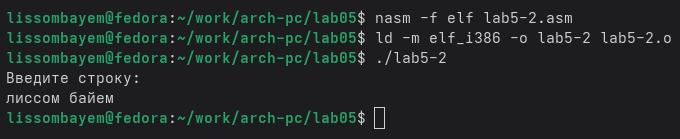 lissombayem@fedora:~/work/arch-pc/lab05$ nasm -f elf lab5-2.asm
lissombayem@fedora:~/work/arch-pc/lab05$ ld -m elf_i386 -o lab5-2 lab5-2.o
lissombayem@fedora:~/work/arch-pc/lab05$ ./lab5-2
Введите строку:
лиссом байем
lissombayem@fedora:~/work/arch-pc/lab05$